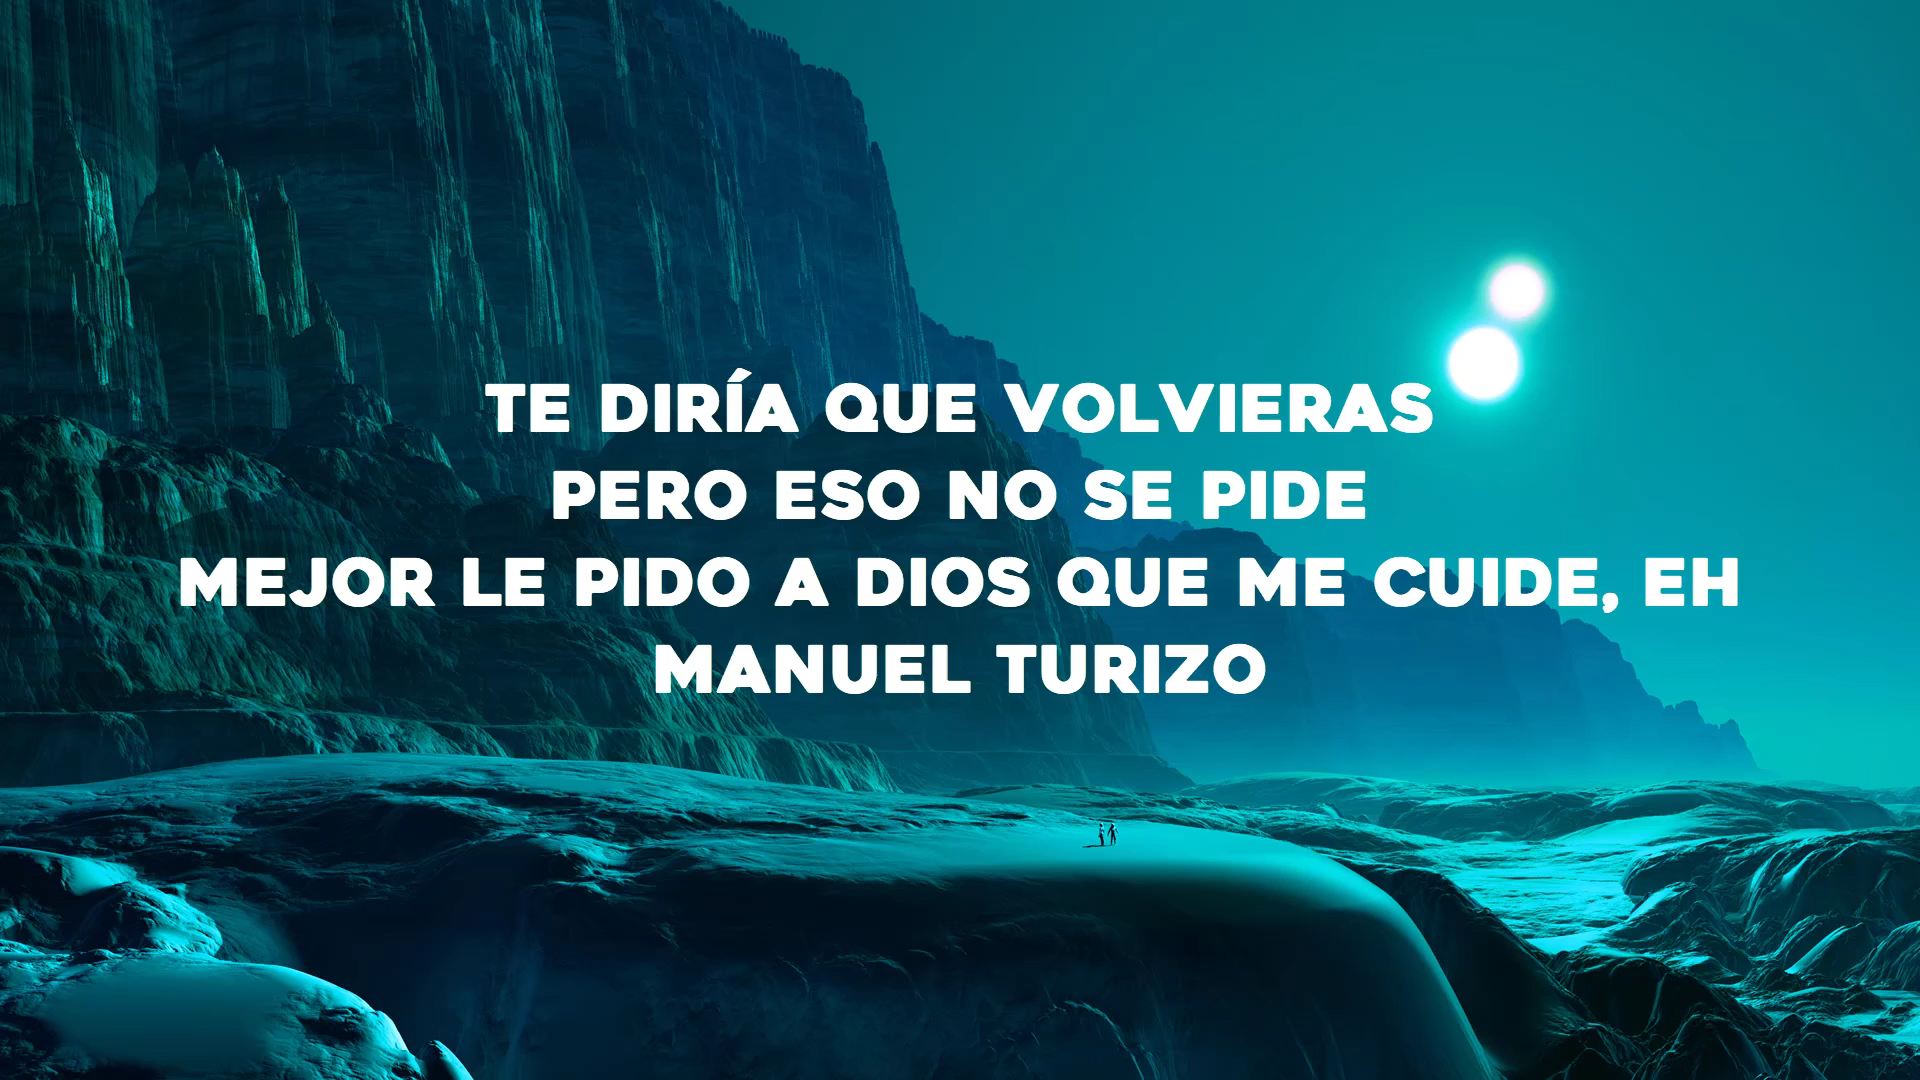 TE DIRÍA QUE VOLVIERAS
PERO ESO NO SE PIDE
MEJOR LE PIDO A DIOS QUE ME CUIDE, EH
MANUEL TURIZO